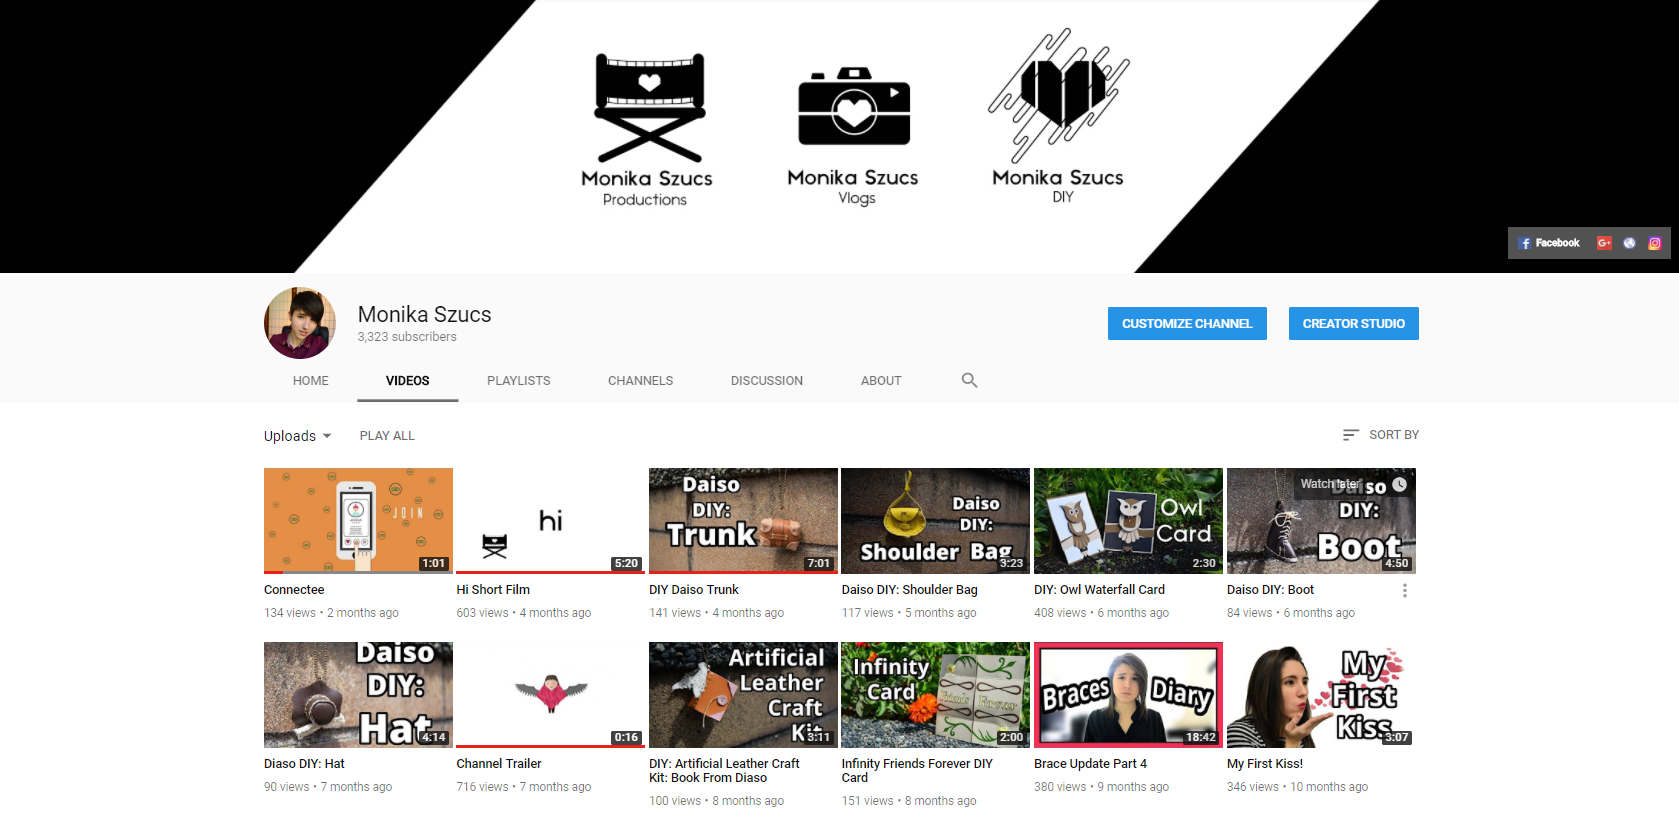 Monika Szucs
Productions
Monika Szucs
Vlogs
Monika Szucs
DIY
Facebook
G+
Monika Szucs
3,323 subscribers
CUSTOMIZE CHANNEL
CREATOR STUDIO
HOME
VIDEOS
PLAYLISTS
CHANNELS
DISCUSSION
ABOUT
Uploads
PLAY ALL
SORT BY
JOIN
1:01
Connectee
134 views • 2 months ago
hi
5:20
Hi Short Film
603 views • 4 months ago
Daiso
DIY:
Trunk
7:01
DIY Daiso Trunk
141 views • 4 months ago
Daiso
DIY:
Shoulder Bag
3:23
Daiso DIY: Shoulder Bag
117 views • 5 months ago
Owl
Card
2:30
DIY: Owl Waterfall Card
408 views • 6 months ago
Watch later
Daiso
DIY:
Boot
4:50
Daiso DIY: Boot
84 views • 6 months ago
Daiso
DIY:
Hat
4:14
Diaso DIY: Hat
90 views • 7 months ago
0:16
Channel Trailer
716 views • 7 months ago
Artificial
Leather
Craft
Kit
3:11
DIY: Artificial Leather Craft
Kit: Book From Diaso
100 views • 8 months ago
Infinity
Card
Friends Forever
2:00
Infinity Friends Forever DIY
Card
151 views • 8 months ago
Braces Diary
18:42
Brace Update Part 4
380 views • 9 months ago
My
First
Kiss
3:07
My First Kiss!
346 views • 10 months ago